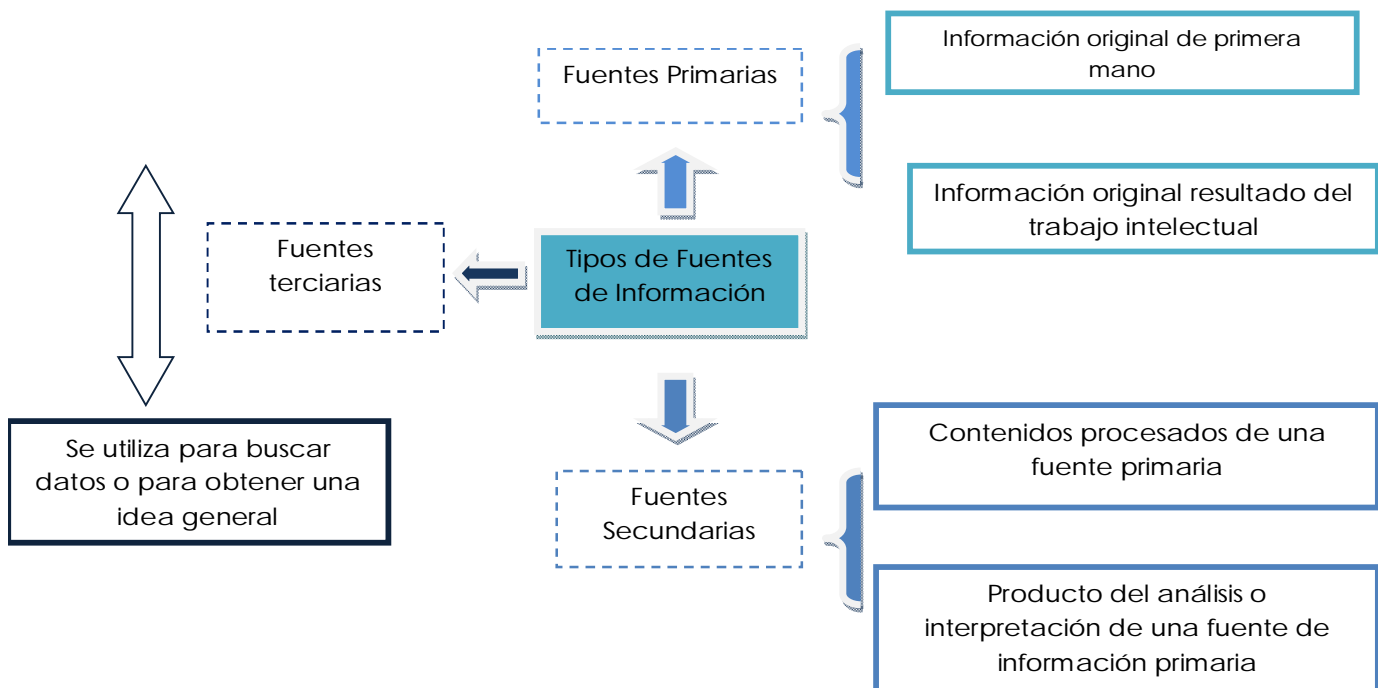 Información original de primera
mano
Fuentes Primarias
Información original resultado del
trabajo intelectual
Fuentes
terciarias
Tipos de Fuentes
de Información
Se utiliza para buscar
datos o para obtener una
idea general
Contenidos procesados de una
fuente primaria
Fuentes
Secundarias
Producto del análisis o
interpretación de una fuente de
información primaria